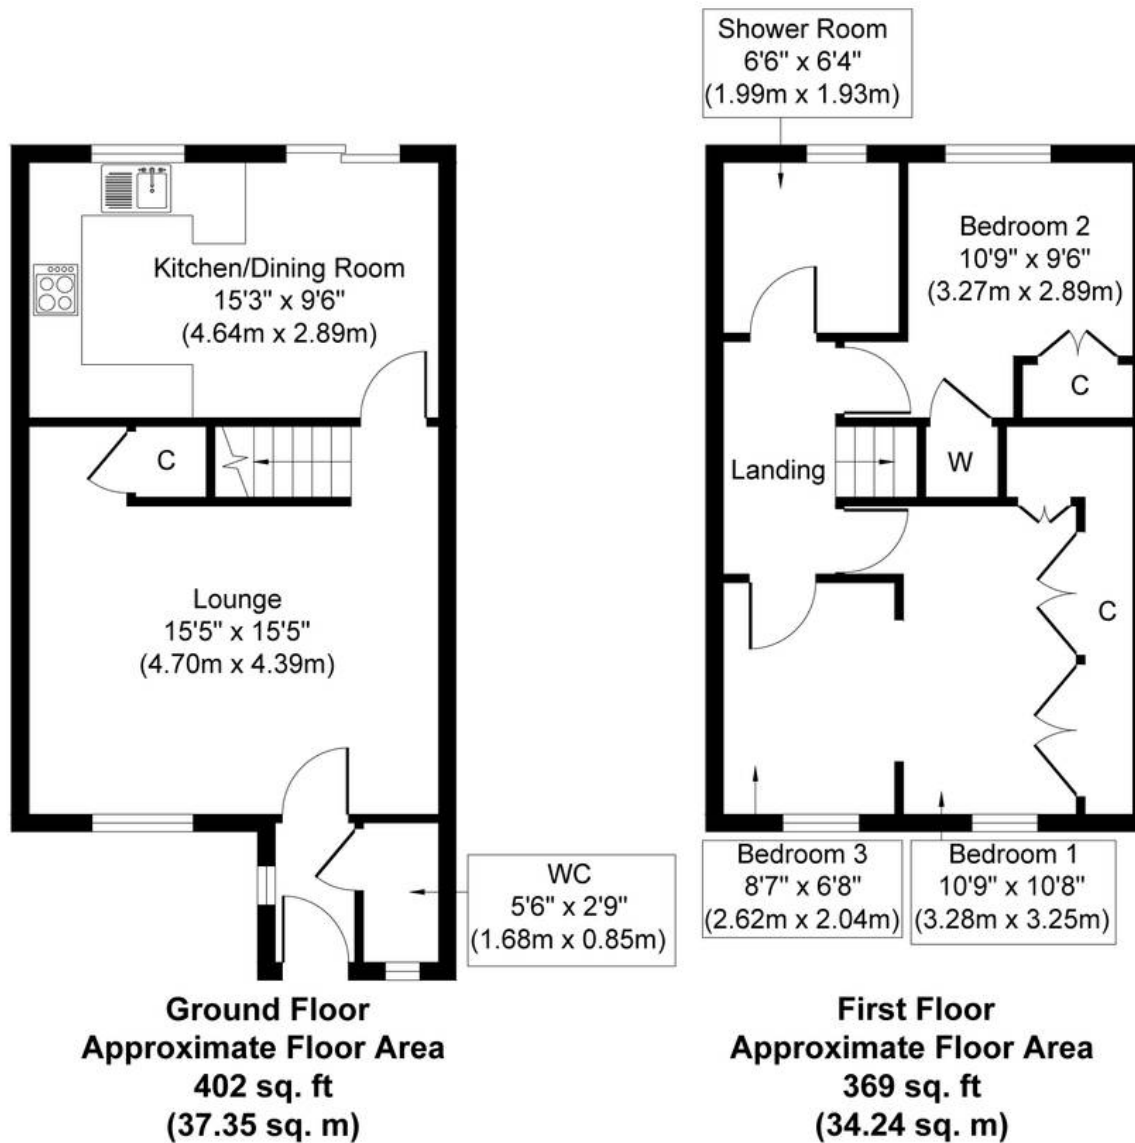 Shower Room
6'6" x 6'4"
(1.99m x 1.93m)
Kitchen/Dining Room
15'3" x 9'6"
(4.64m x 2.89m)
C
Lounge
15'5" x 15'5"
(4.70m x 4.39m)
WC
5'6" x 2'9"
(1.68m x 0.85m)
Ground Floor
Approximate Floor Area
402 sq. ft
(37.35 sq. m)
Bedroom 2
10'9" x 9'6"
(3.27m x 2.89m)
C
Landing
W
C
Bedroom 3
8'7" x 6'8"
(2.62m x 2.04m)
Bedroom 1
10'9" x 10'8"
(3.28m x 3.25m)
First Floor
Approximate Floor Area
369 sq. ft
(34.24 sq. m)